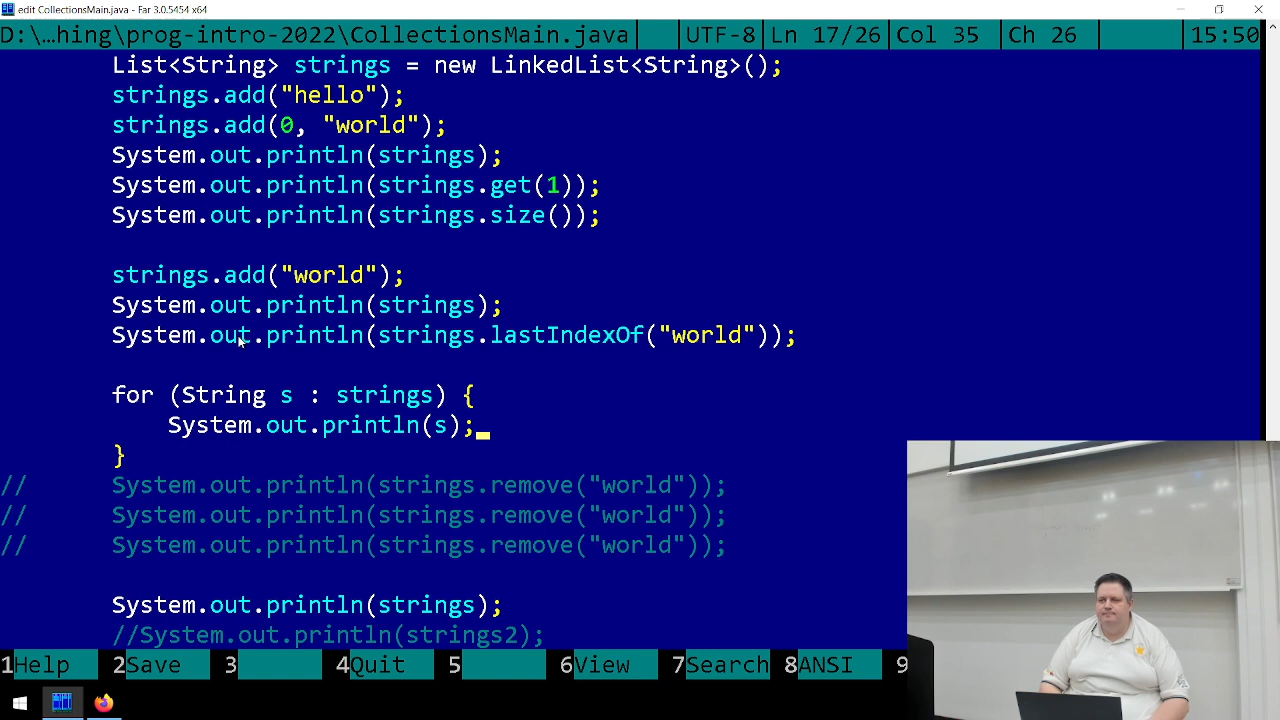 edit CollectionsMain.java - Far 3.0.5454 x64
D:\…hing\prog-intro-2022\CollectionsMain.java UTF-8 Ln 17/26 Col 35 Ch 26 15:50
List<String> strings = new LinkedList<String>();
strings.add("hello");
strings.add(0, "world");
System.out.println(strings);
System.out.println(strings.get(1));
System.out.println(strings.size());
strings.add("world");
System.out.println(strings);
System.out.println(strings.lastIndexOf("world"));
for (String s : strings) {
System.out.println(s);
}
// System.out.println(strings.remove("world"));
// System.out.println(strings.remove("world"));
// System.out.println(strings.remove("world"));
System.out.println(strings);
//System.out.println(strings2);
1Help 2Save 3 4Quit 5 6View 7Search 8ANSI 9